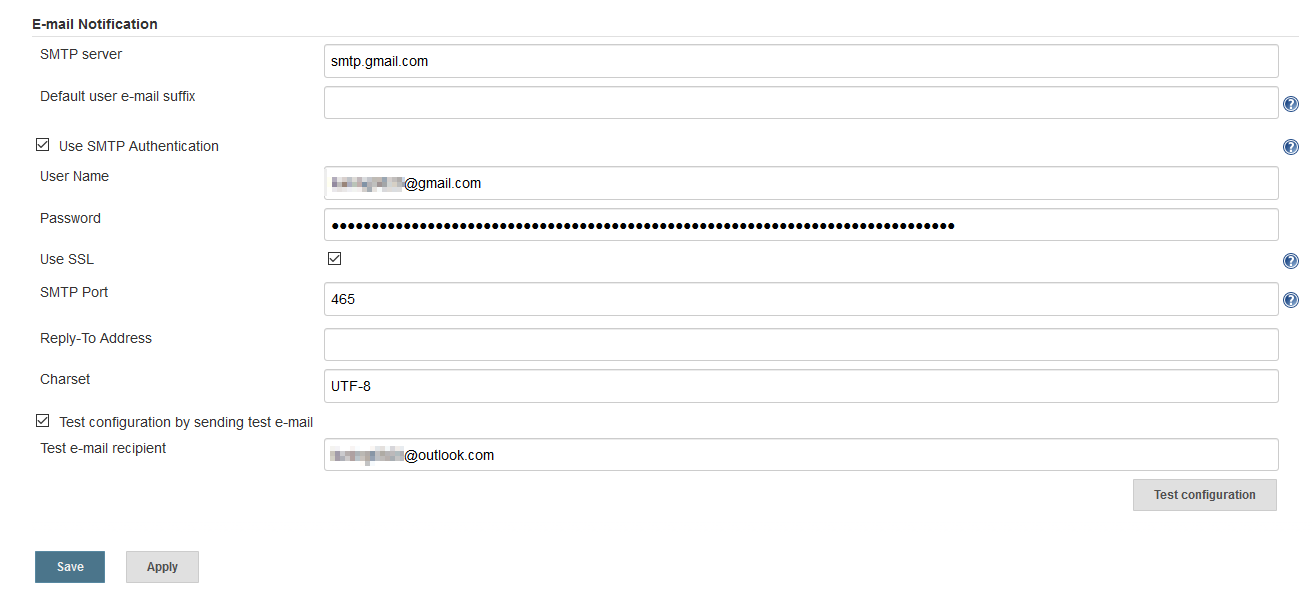 E-mail Notification
SMTP server
smtp.gmail.com
Default user e-mail suffix
Use SMTP Authentication
User Name
@gmail.com
Password
Use SSL
SMTP Port
465
Reply-To Address
Charset
UTF-8
Test configuration by sending test e-mail
Test e-mail recipient
@outlook.com
Test configuration
Save
Apply